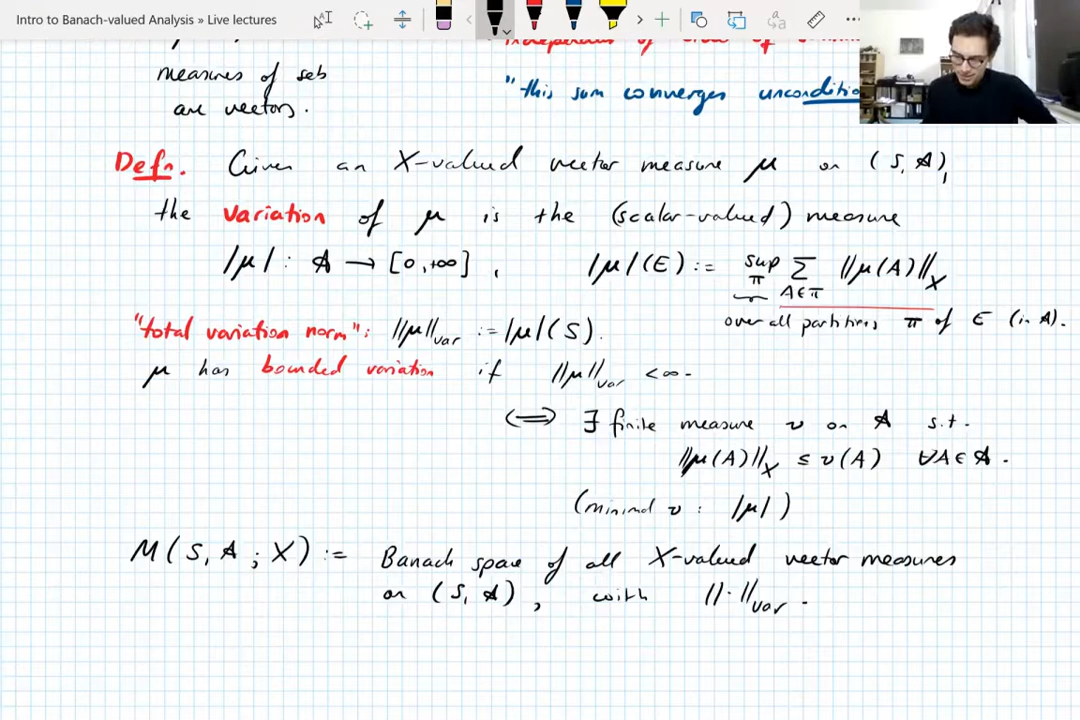 Intro to Banach-valued Analysis » Live lectures
measures of sets
are vectors.
"this sum converges
Defn. Given an X-valued vector measure μ on (S, A),
the variation of μ is the (scalar-valued) measure
|μ| : A → [0,+∞] , |μ|(E) := sup_π Σ_{A∈π} ||μ(A)||_X
over all partitions π of E (in A).
"total variation norm": ||μ||_var := |μ|(S).
μ has bounded variation if ||μ||_var < ∞.
⟺ ∃ finite measure ν on A s.t.
||μ(A)||_X ≤ ν(A) ∀A∈A.
(minimal ν : |μ|)
M(S, A ; X) := Banach space of all X-valued vector measures
on (S, A), with ||·||_var.